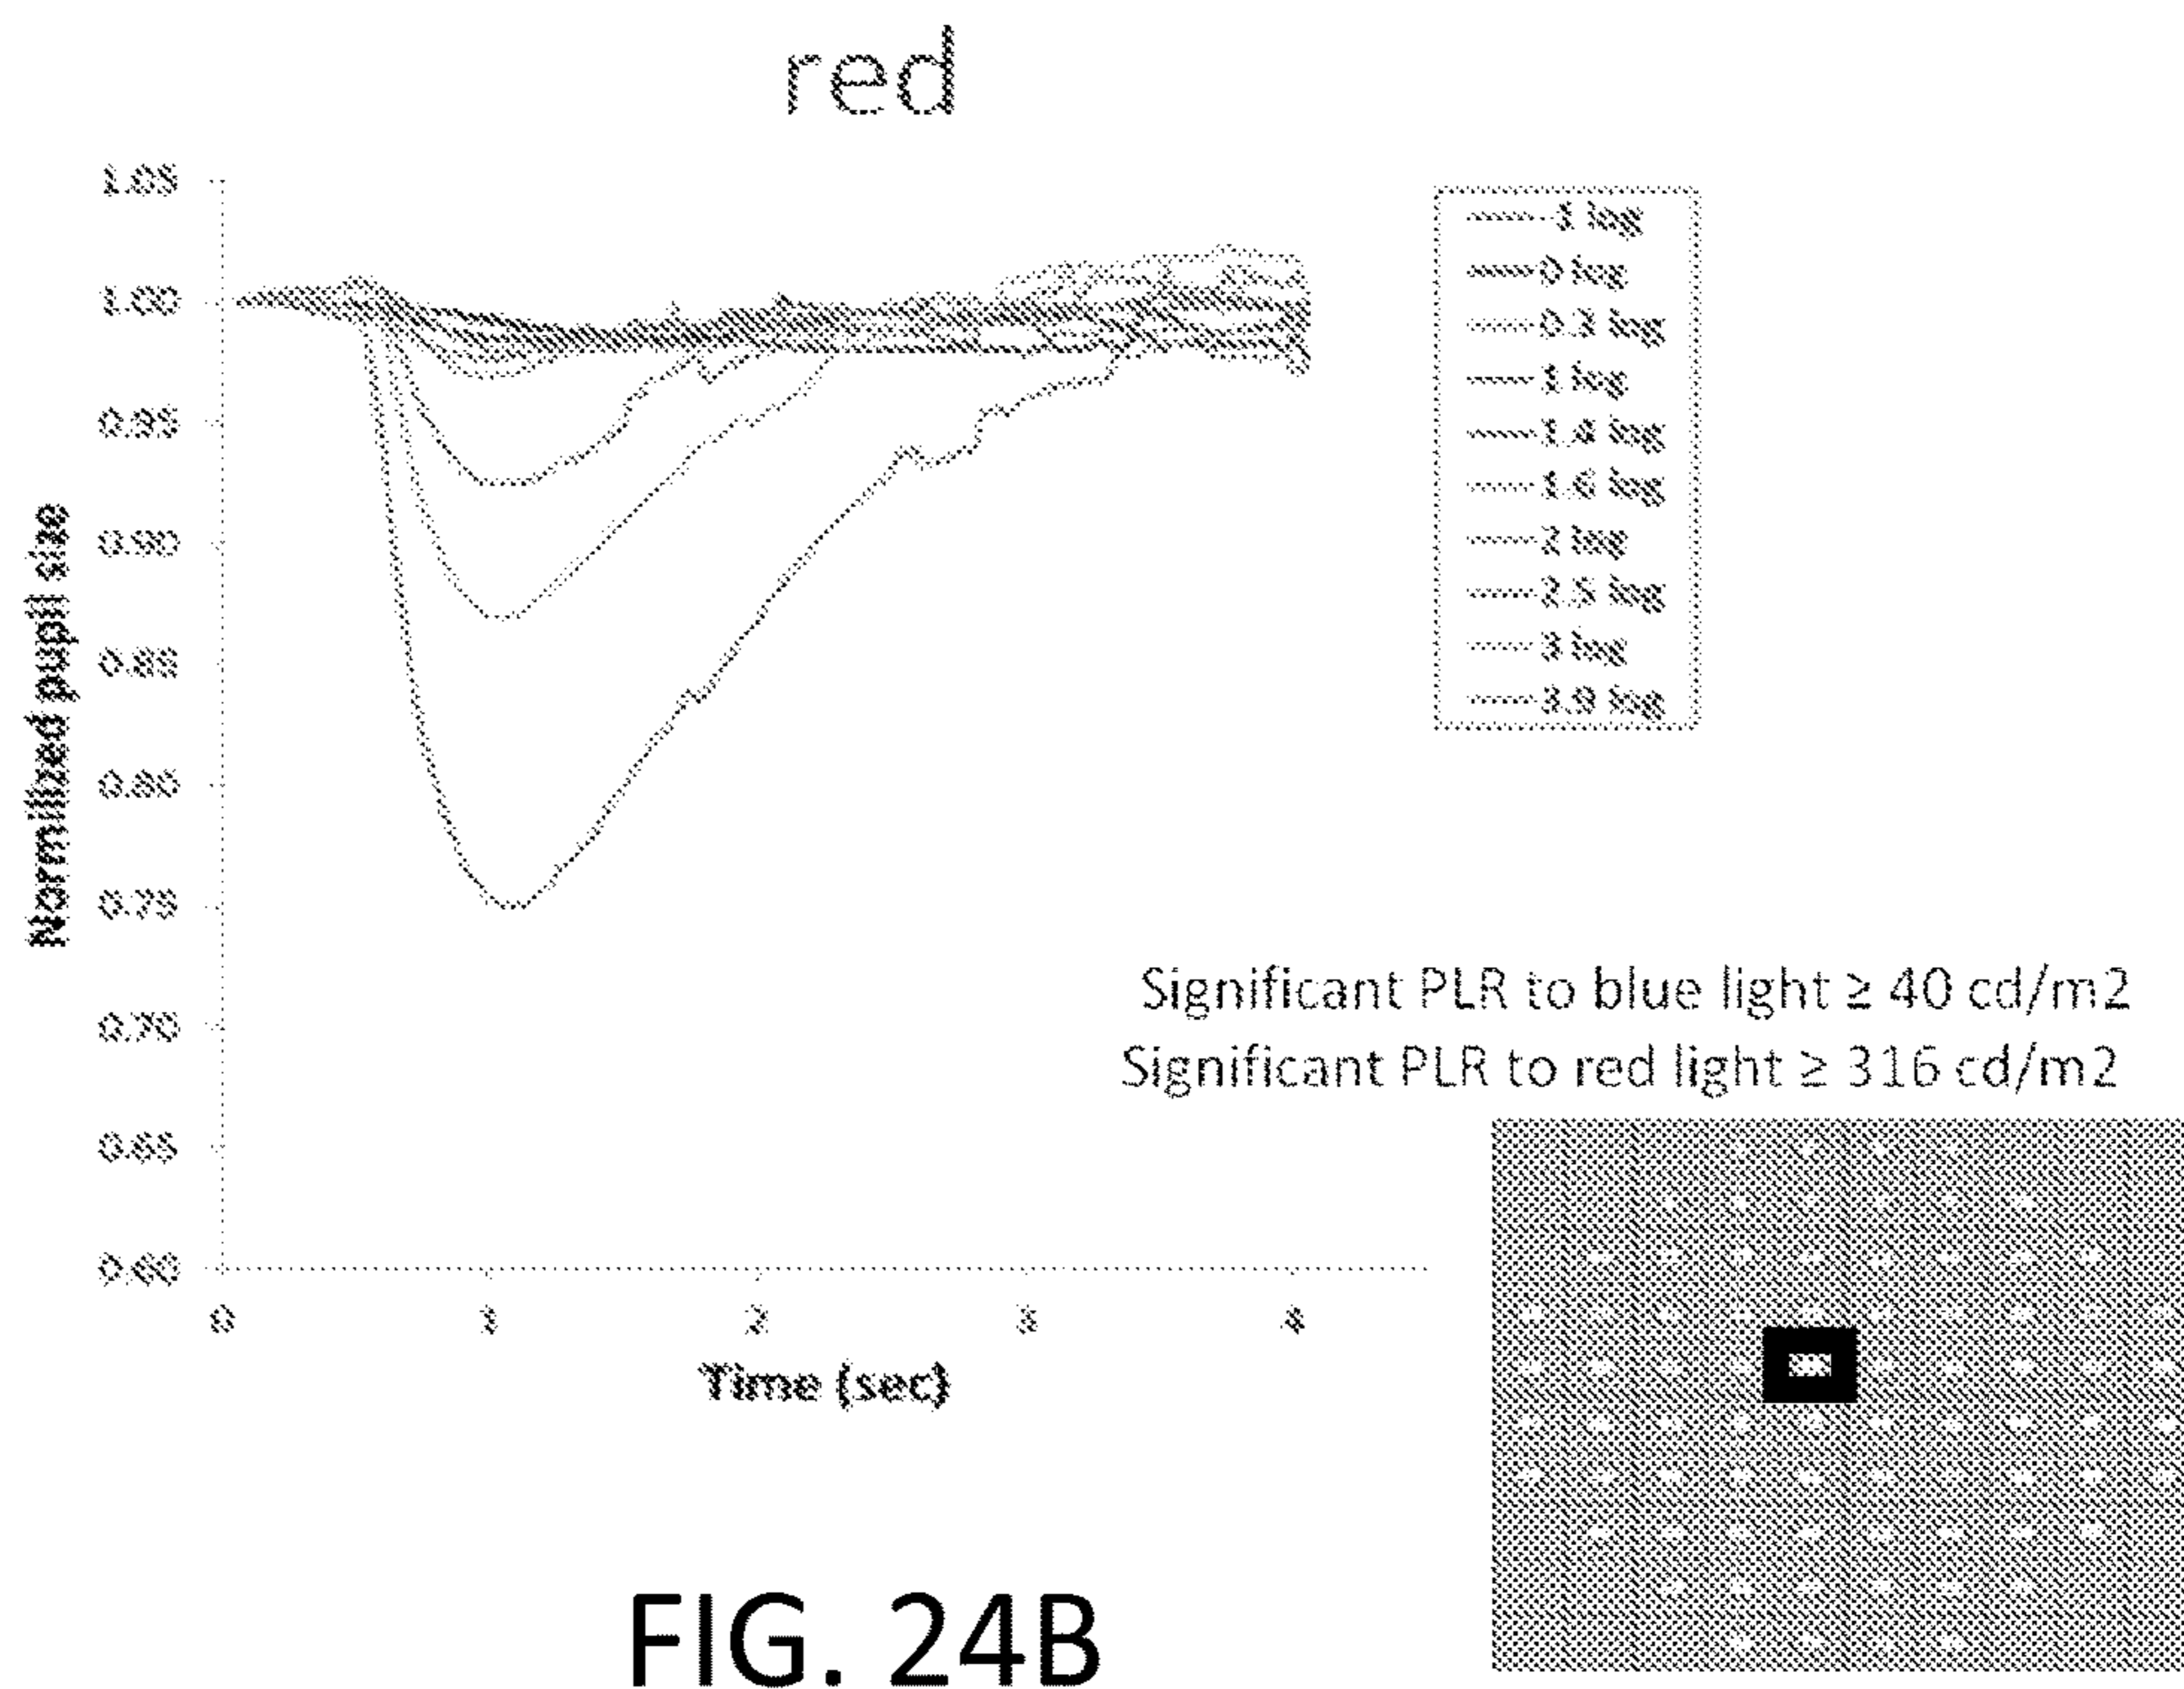 red
1.05
1.00
0.95
0.90
0.85
0.80
0.75
0.70
0.65
0.60
Normilized pupil size
0
1
2
3
4
Time (sec)
-1 log
0 log
0.3 log
1 log
1.4 log
1.6 log
2 log
2.5 log
3 log
3.9 log
Significant PLR to blue light ≥ 40 cd/m2
Significant PLR to red light ≥ 316 cd/m2
FIG. 24B